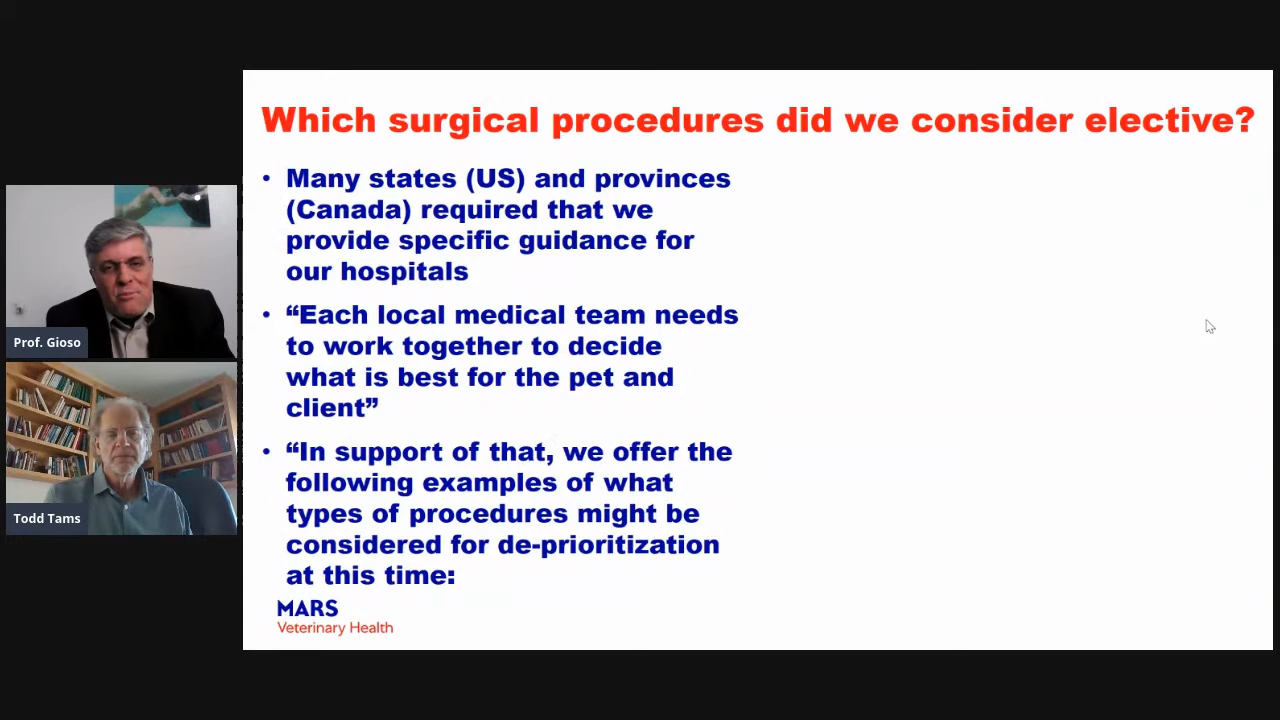 Which surgical procedures did we consider elective?
• Many states (US) and provinces
(Canada) required that we
provide specific guidance for
our hospitals
• “Each local medical team needs
to work together to decide
what is best for the pet and
client”
• “In support of that, we offer the
following examples of what
types of procedures might be
considered for de-prioritization
at this time:
MARS
Veterinary Health
Prof. Gioso
Todd Tams